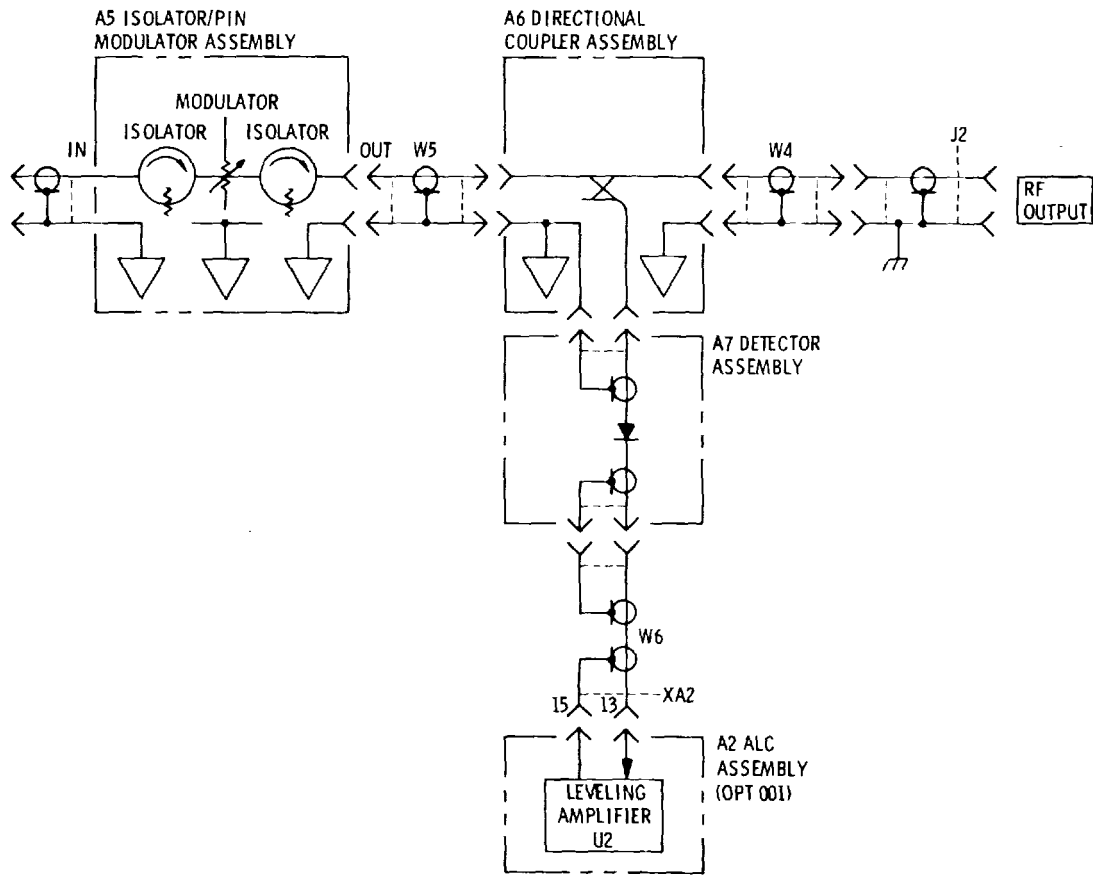 A5 ISOLATOR/PIN
MODULATOR ASSEMBLY
A6 DIRECTIONAL
COUPLER ASSEMBLY
MODULATOR
ISOLATOR
ISOLATOR
IN
OUT
W5
W4
J2
RF
OUTPUT
A7 DETECTOR
ASSEMBLY
W6
15
13
XA2
A2 ALC
ASSEMBLY
(OPT 001)
LEVELING
AMPLIFIER
U2